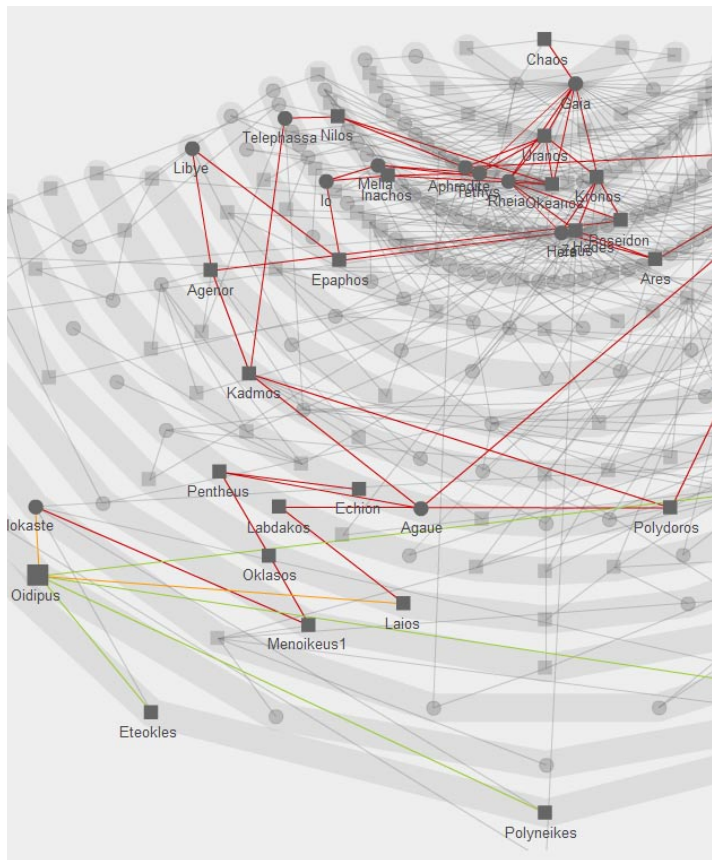 Chaos
Gaia
Telephassa
Nilos
Uranos
Libye
Io
Melia
Inachos
Aphrodite
Tethys
Rheia
Okeanos
Kronos
Poseidon
Hades
Ares
Agenor
Epaphos
Kadmos
Pentheus
Echion
Labdakos
Agaue
Polydoros
Iokaste
Oklasos
Oidipus
Laios
Menoikeus1
Eteokles
Polyneikes